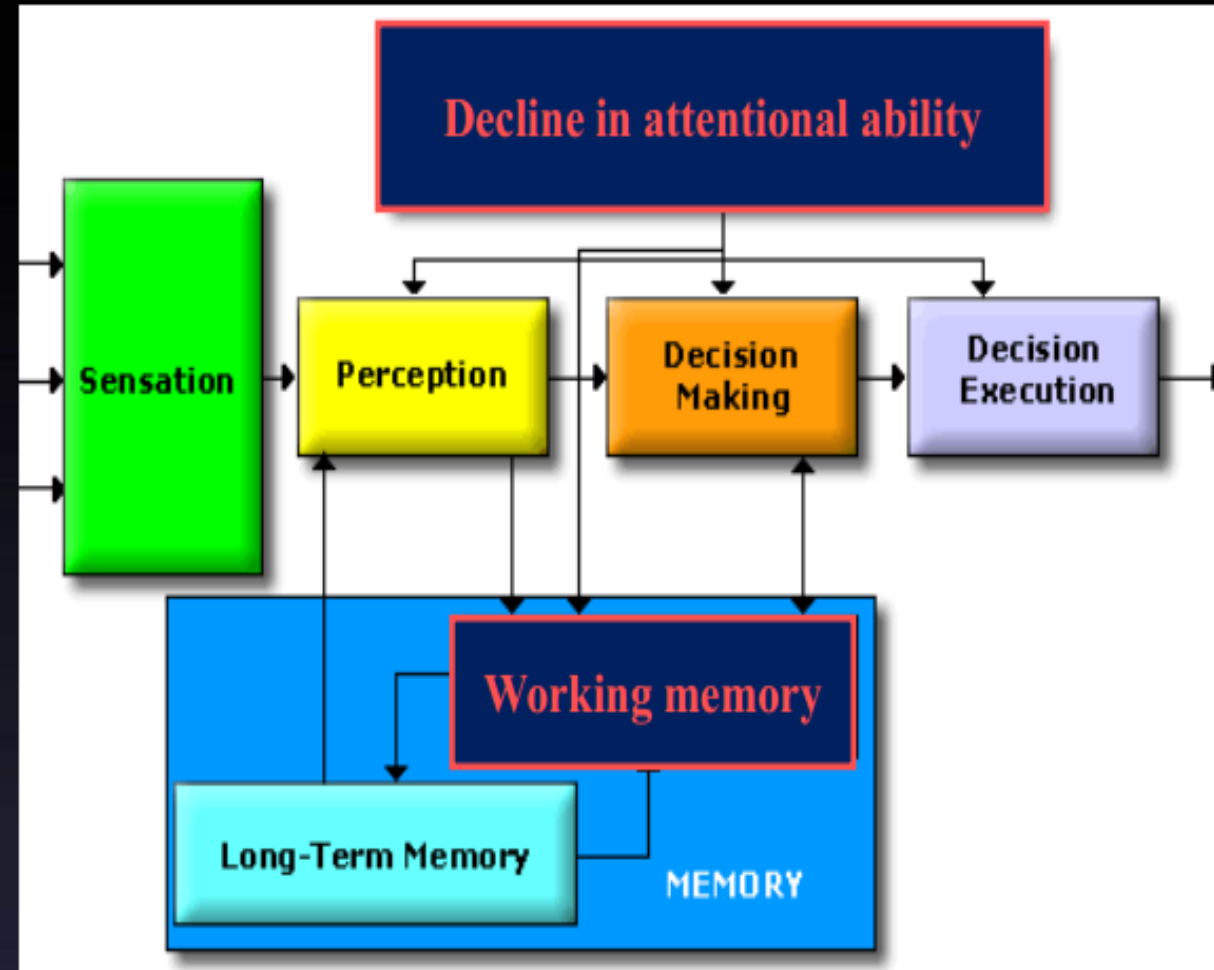 Decline in attentional ability
Sensation
Perception
Decision
Making
Decision
Execution
Working memory
Long-Term Memory
MEMORY